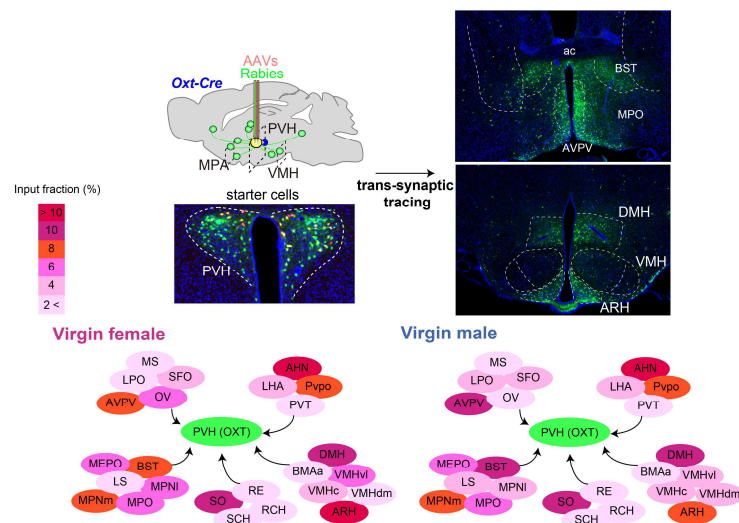 AAVs
Rabies
Oxt-Cre
PVH
MPA
VMH
starter cells
PVH
trans-synaptic
tracing
ac
BST
MPO
AVPV
DMH
VMH
ARH
Input fraction (%)
> 10
10
8
6
4
2 <
Virgin female
MS
LPO
SFO
AVPV
OV
AHN
LHA
Pvpo
PVT
PVH (OXT)
MEPO
BST
LS
MPNl
MPNm
MPO
SO
RE
SCH
RCH
DMH
BMAa
VMHvl
VMHc
VMHdm
ARH
Virgin male
MS
LPO
SFO
AVPV
OV
AHN
LHA
Pvpo
PVT
PVH (OXT)
MEPO
BST
LS
MPNl
MPNm
MPO
SO
RE
SCH
RCH
DMH
BMAa
VMHvl
VMHc
VMHdm
ARH